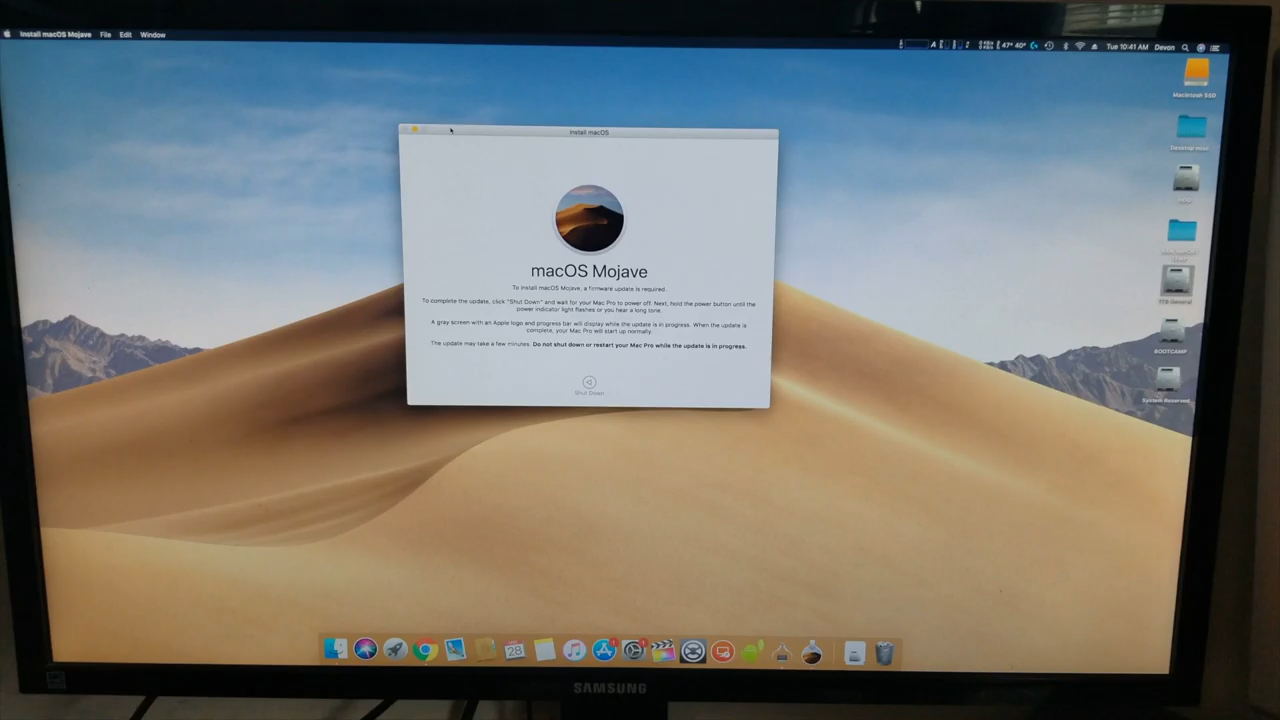 Install macOS Mojave File Edit Window
47° 40° Tue 10:41 AM Devon
Macintosh SSD
Install macOS
macOS Mojave
To install macOS Mojave, a firmware update is required.
To complete the update, click "Shut Down" and wait for your Mac Pro to power off. Next, hold the power button until the
power indicator light flashes or you hear a long tone.
A gray screen with an Apple logo and progress bar will display while the update is in progress. When the update is
complete, your Mac Pro will start up normally.
The update may take a few minutes. Do not shut down or restart your Mac Pro while the update is in progress.
Shut Down
BOOTCAMP
System Reserved
28
SAMSUNG